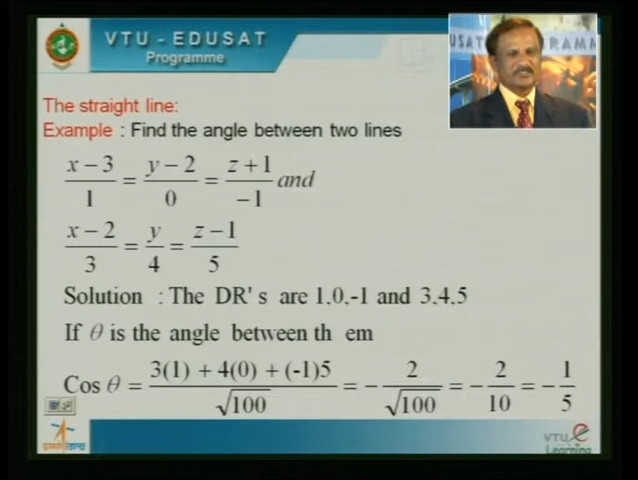 VTU - EDUSAT
Programme
USAT
RAMM
The straight line:
Example : Find the angle between two lines
x − 3 / 1 = y − 2 / 0 = z + 1 / −1 and
x − 2 / 3 = y / 4 = z − 1 / 5
Solution : The DR' s are 1.0.-1 and 3.4.5
If θ is the angle between th em
Cos θ = 3(1) + 4(0) + (-1)5 / √100 = − 2 / √100 = − 2 / 10 = − 1 / 5
VTU e
Learning